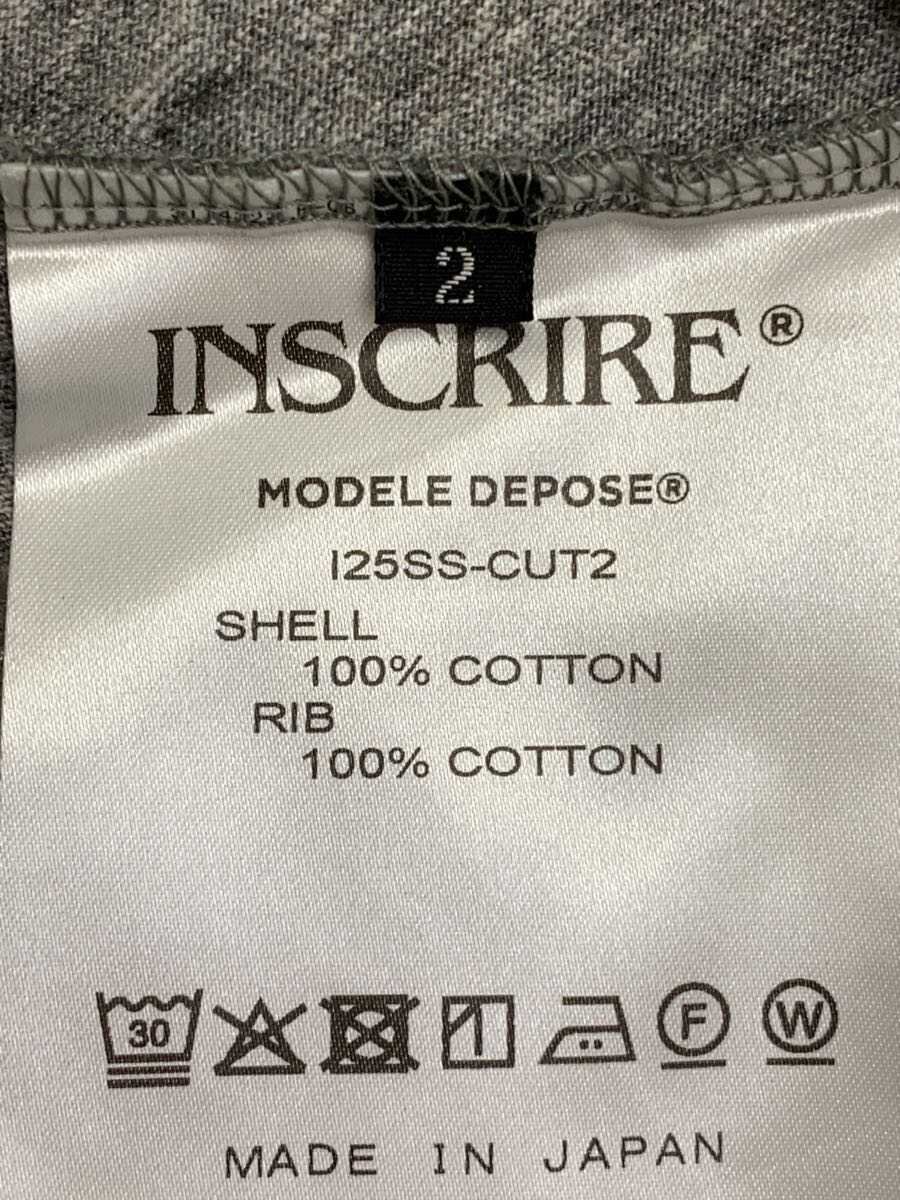 2
INSCRIRE®
MODELE DEPOSE®
I25SS-CUT2
SHELL
100% COTTON
RIB
100% COTTON
30
F
W
MADE IN JAPAN